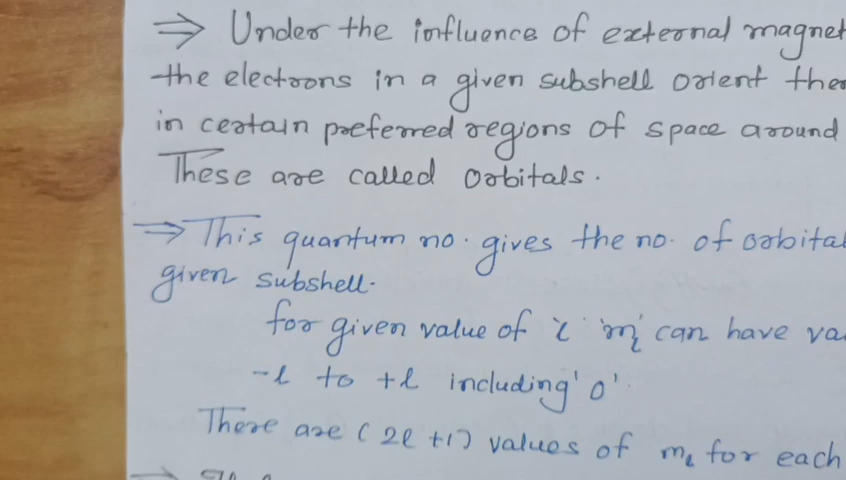 ⇒ Under the influence of external magnet
the electrons in a given subshell orient the
in certain preferred regions of space around
These are called orbitals.
⇒ This quantum no. gives the no. of orbital
given subshell.
for given value of 'l' 'mₗ' can have va
-l to +l including '0'.
There are (2l +1) values of mₗ for each